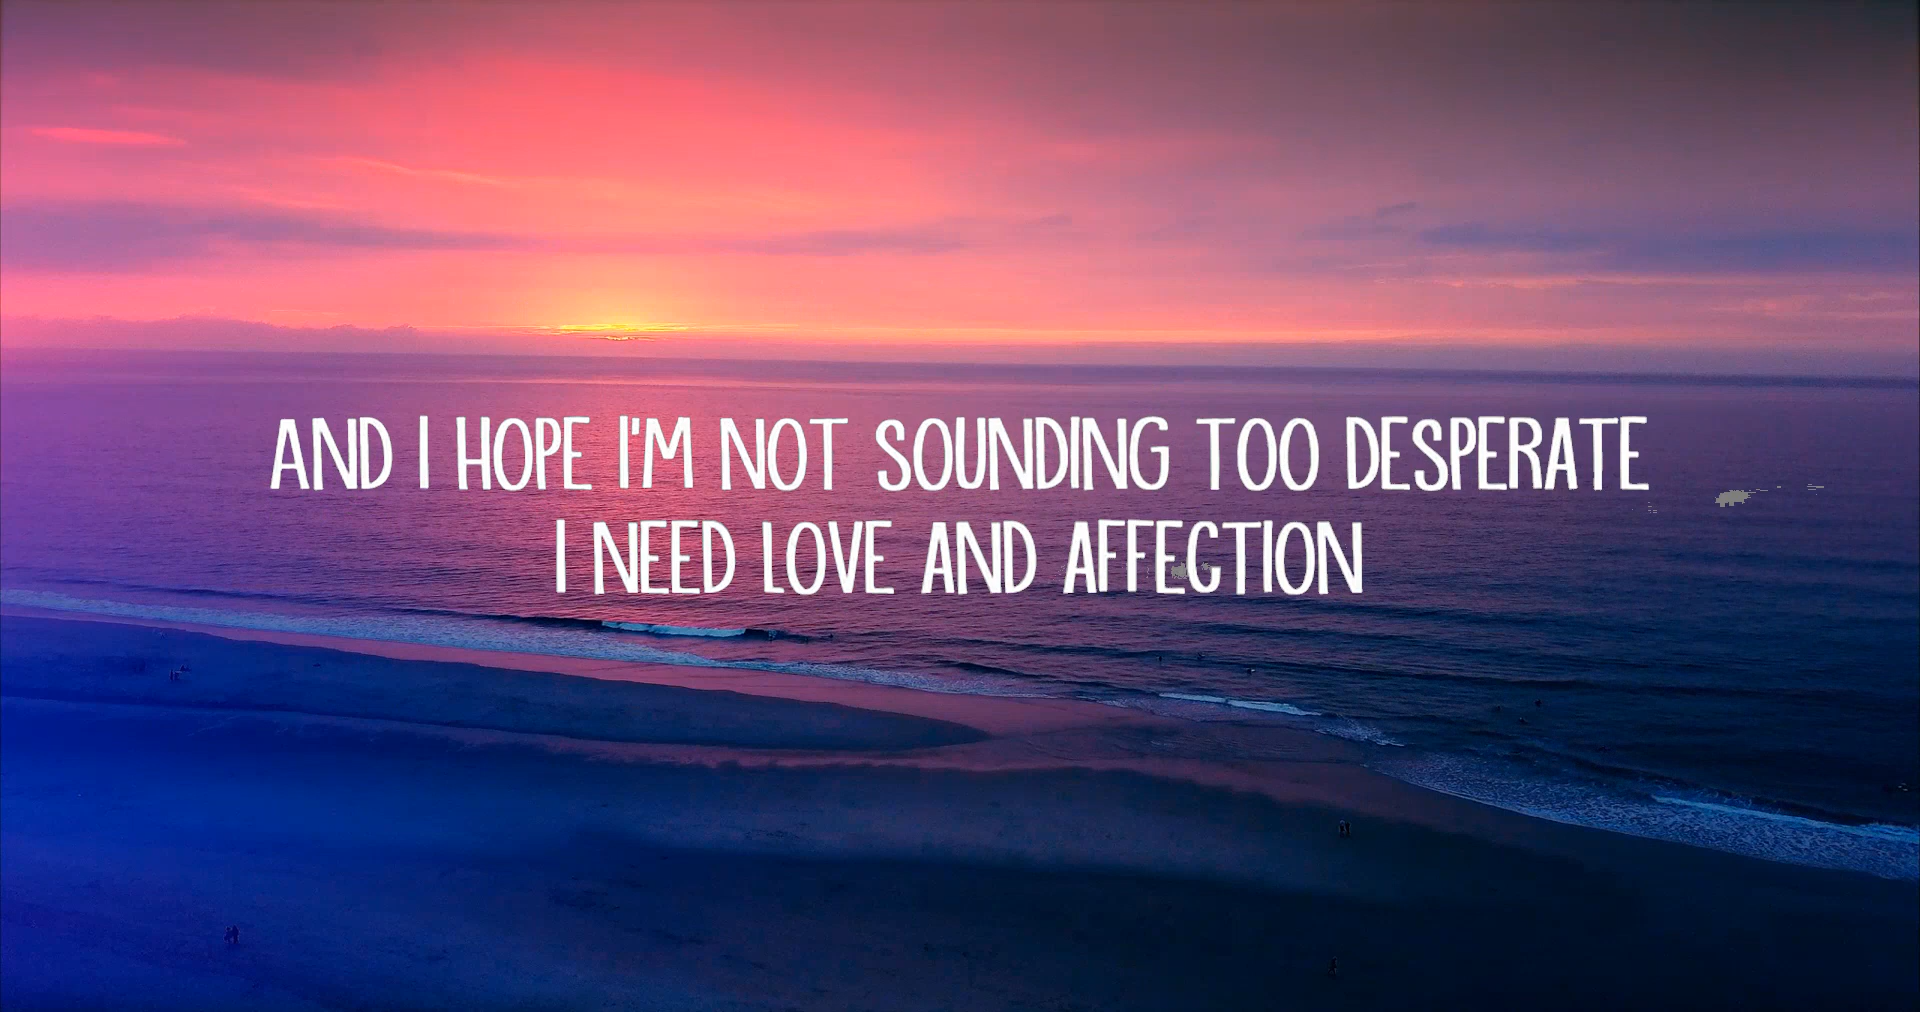 AND I HOPE I'M NOT SOUNDING TOO DESPERATE
I NEED LOVE AND AFFECTION